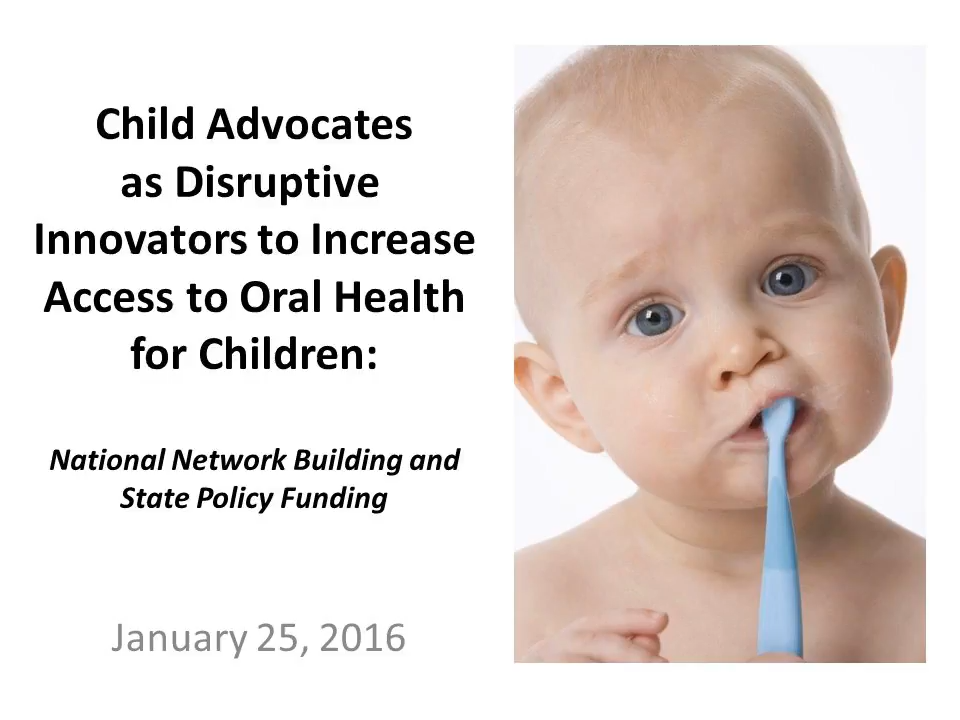 Child Advocates
as Disruptive
Innovators to Increase
Access to Oral Health
for Children:
National Network Building and
State Policy Funding
January 25, 2016